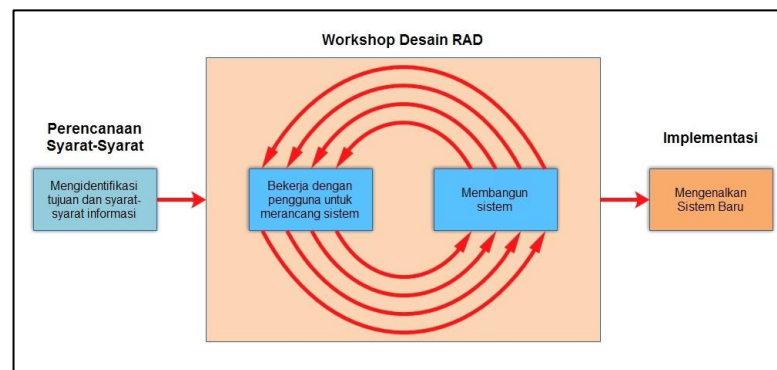 Workshop Desain RAD
Perencanaan
Syarat-Syarat
Mengidentifikasi
tujuan dan syarat-
syarat informasi
Bekerja dengan
pengguna untuk
merancang sistem
Membangun
sistem
Implementasi
Mengenalkan
Sistem Baru